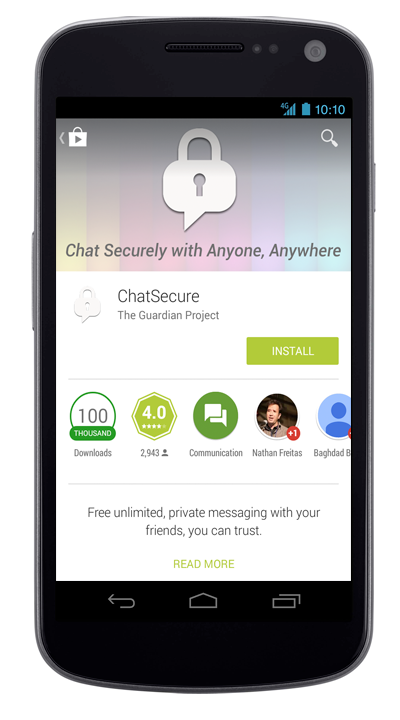 4G 10:10
Chat Securely with Anyone, Anywhere
ChatSecure
The Guardian Project
INSTALL
100
THOUSAND
4.0
+1
Downloads
2,943
Communication
Nathan Freitas
Baghdad B
Free unlimited, private messaging with your
friends, you can trust.
READ MORE